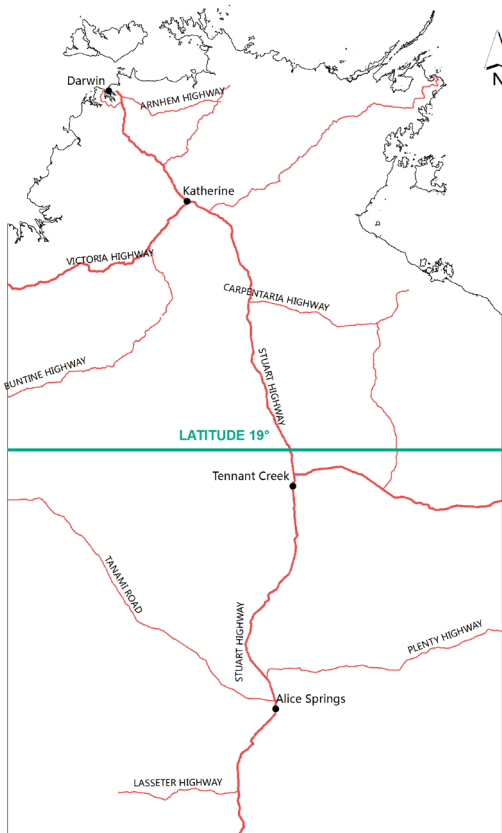 N
Darwin
ARNHEM HIGHWAY
Katherine
VICTORIA HIGHWAY
CARPENTARIA HIGHWAY
BUNTINE HIGHWAY
STUART HIGHWAY
LATITUDE 19°
Tennant Creek
TANAMI ROAD
STUART HIGHWAY
PLENTY HIGHWAY
Alice Springs
LASSETER HIGHWAY